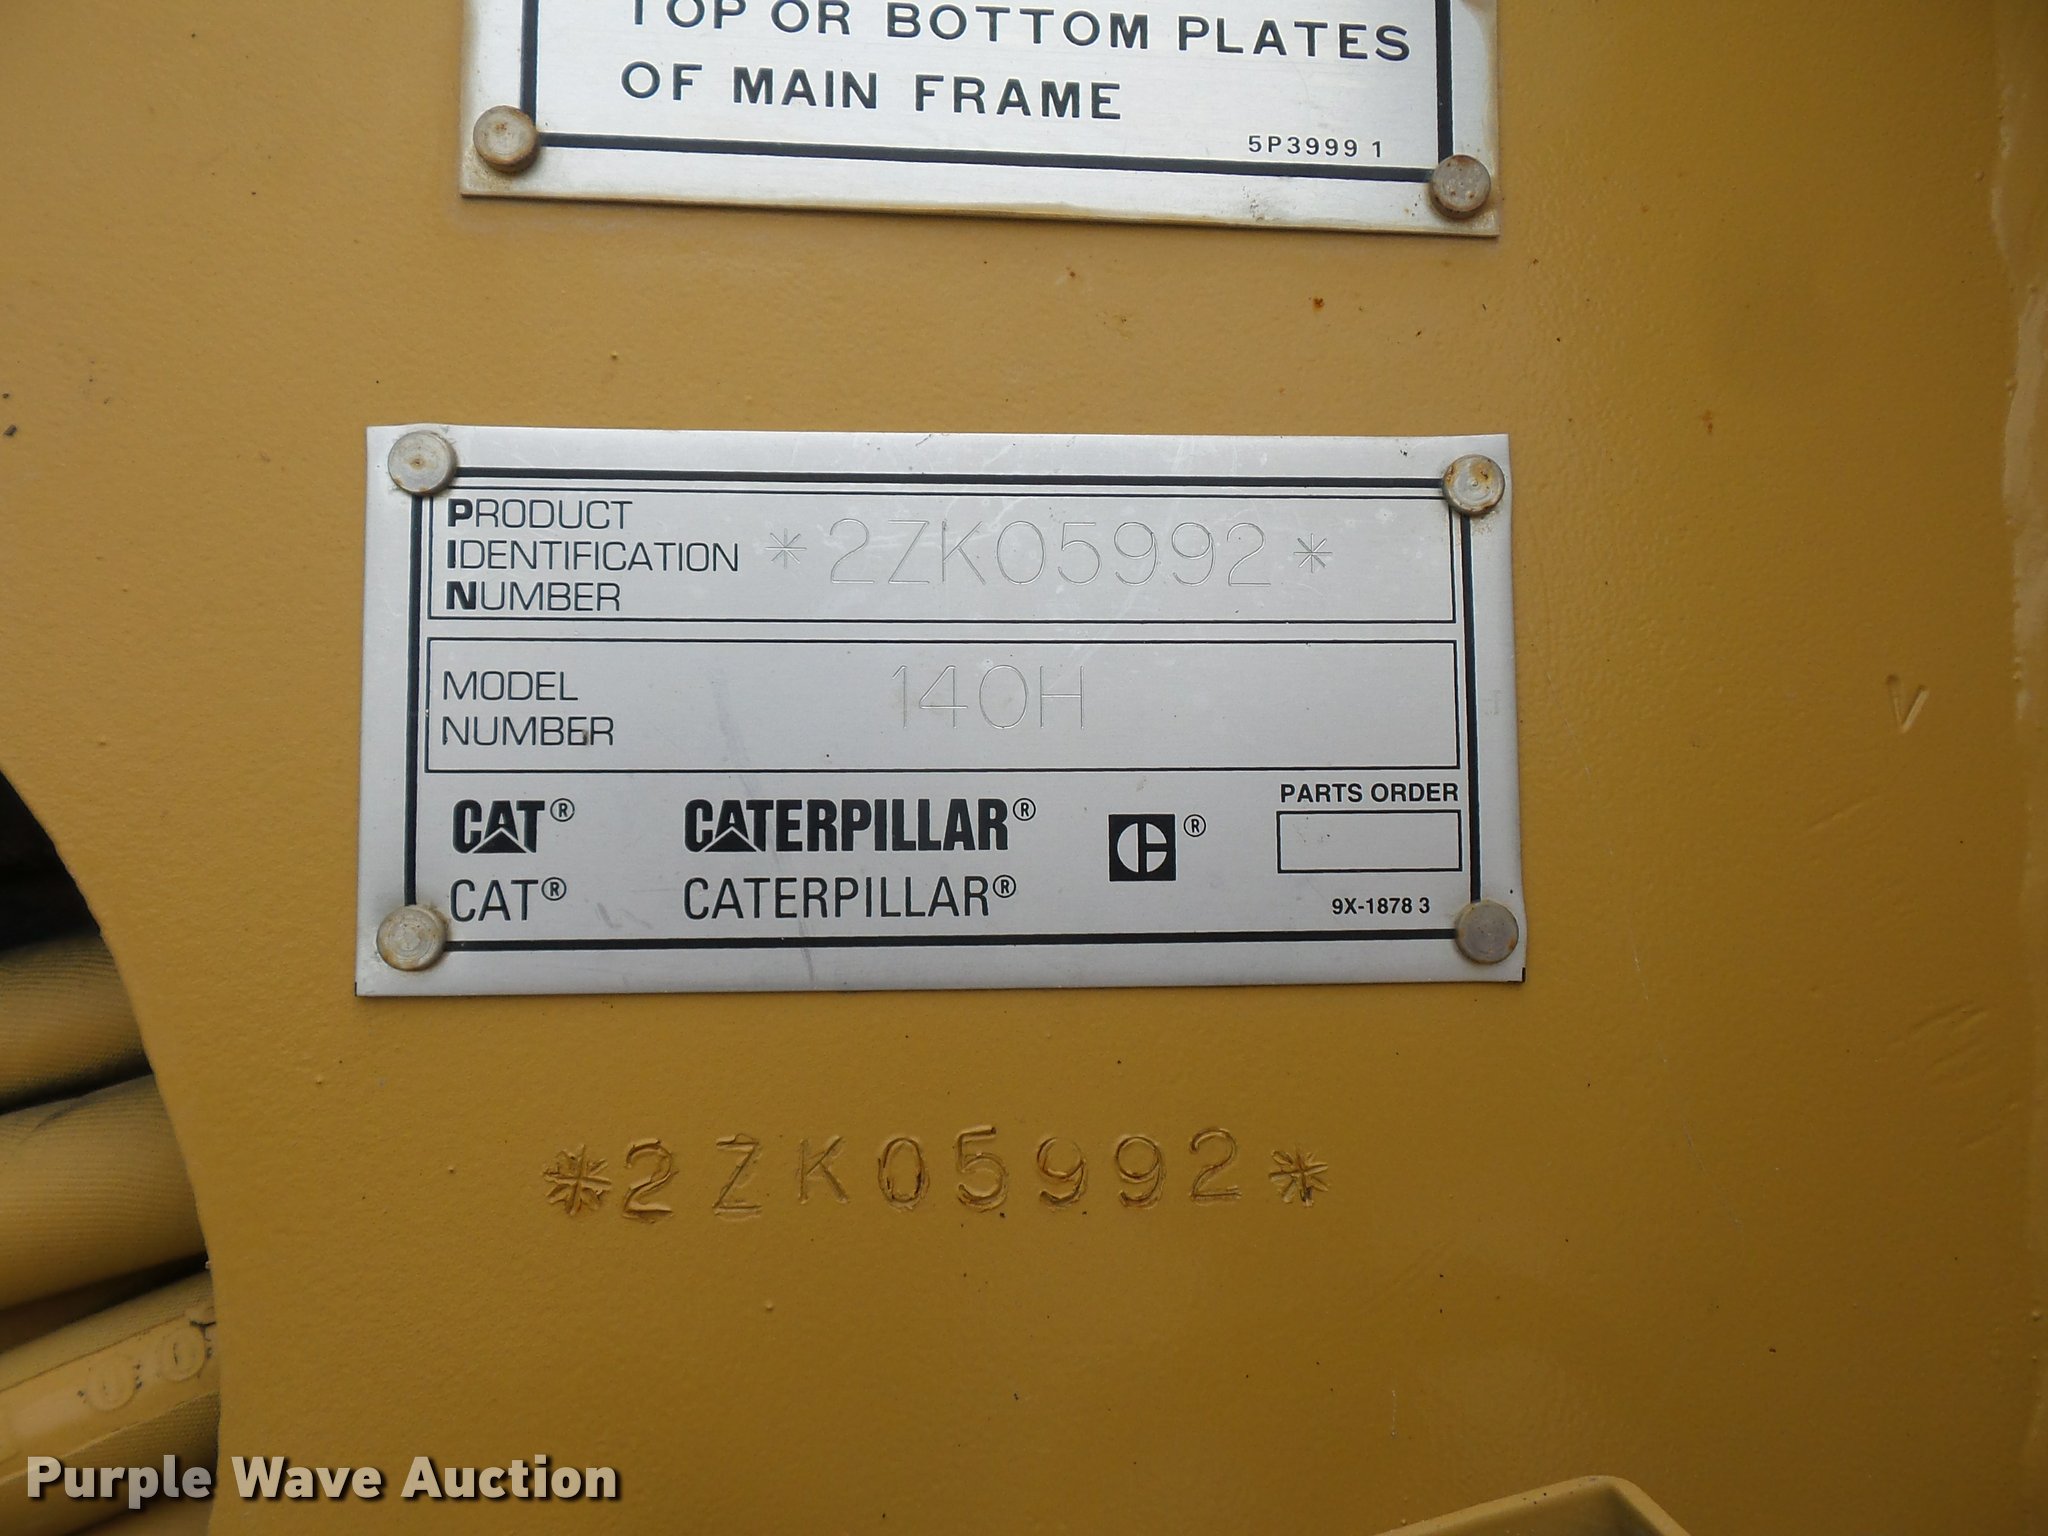 TOP OR BOTTOM PLATES
OF MAIN FRAME
5P3999 1
PRODUCT
IDENTIFICATION
NUMBER
*2ZK05992*
MODEL
NUMBER
140H
CAT® CATERPILLAR® ®
CAT® CATERPILLAR®
PARTS ORDER
9X-1878 3
V
*2ZK05992*
Purple Wave Auction